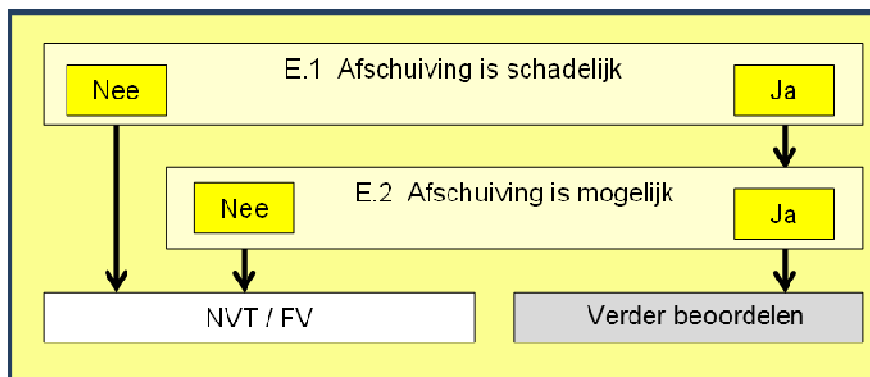 E.1 Afschuiving is schadelijk
Nee
Ja
E.2 Afschuiving is mogelijk
Nee
Ja
NVT / FV
Verder beoordelen